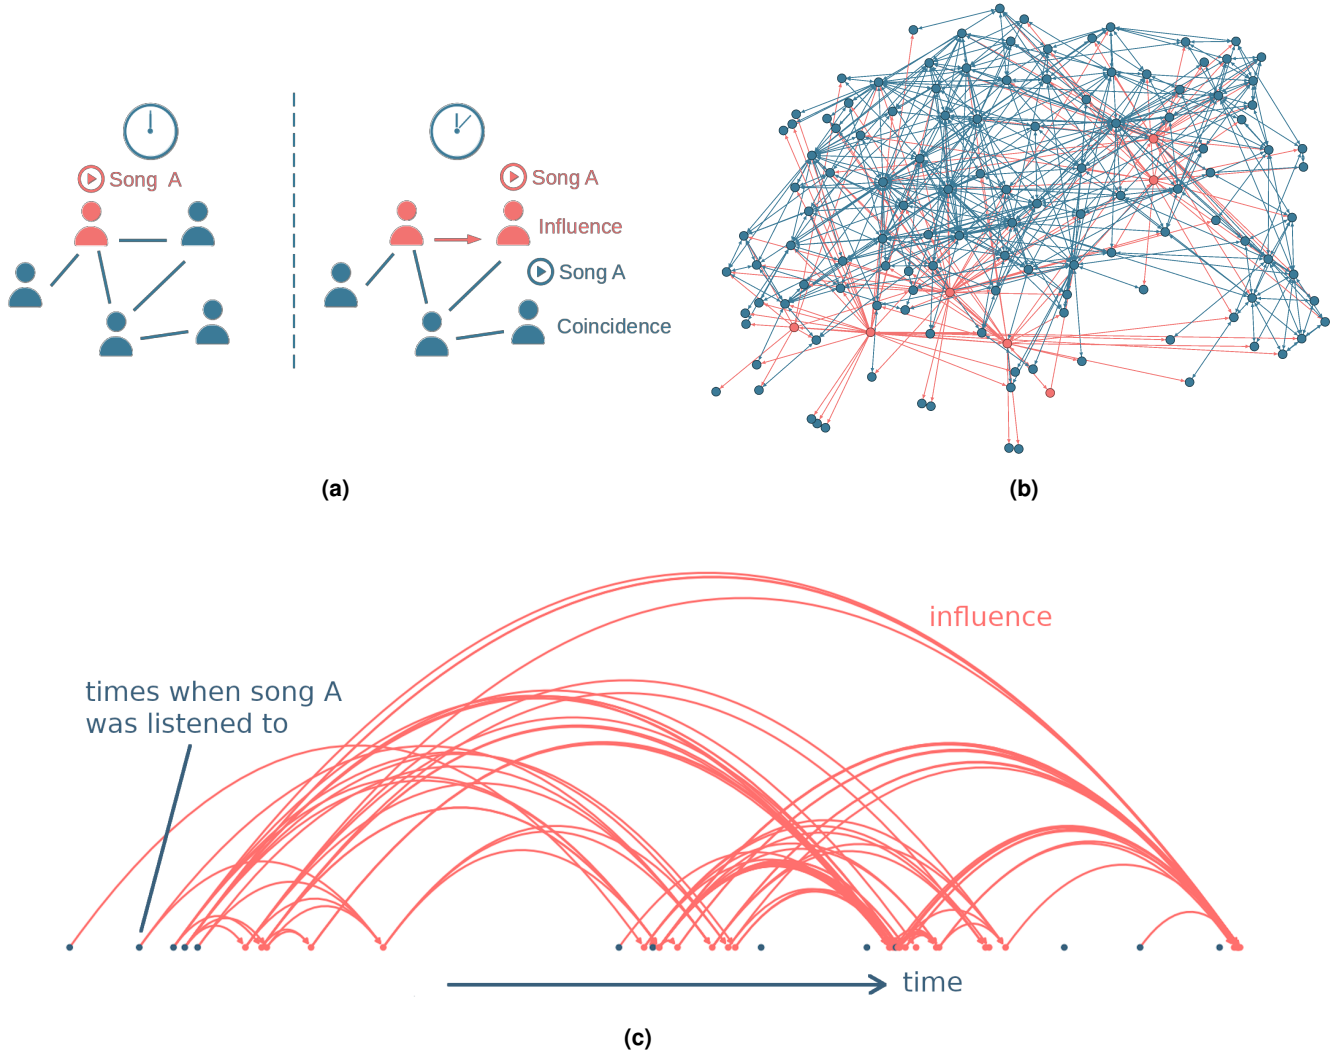 Song A
Song A
Influence
Song A
Coincidence
(a)
(b)
influence
times when song A
was listened to
time
(c)